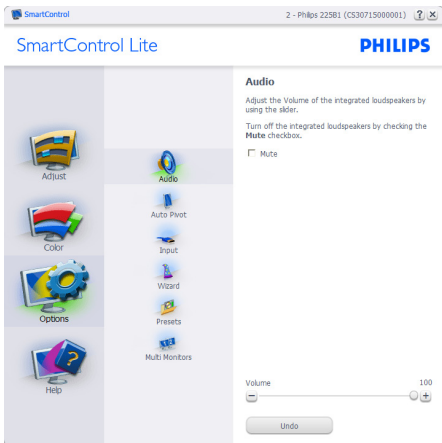 SmartControl
2 - Philips 225B1 (CS30715000001)
SmartControl Lite
PHILIPS
Adjust
Color
Options
Help
Audio
Auto Pivot
Input
Wizard
Presets
Multi Monitors
Audio
Adjust the Volume of the integrated loudspeakers by
using the slider.
Turn off the integrated loudspeakers by checking the
Mute checkbox.
Mute
Volume
100
Undo